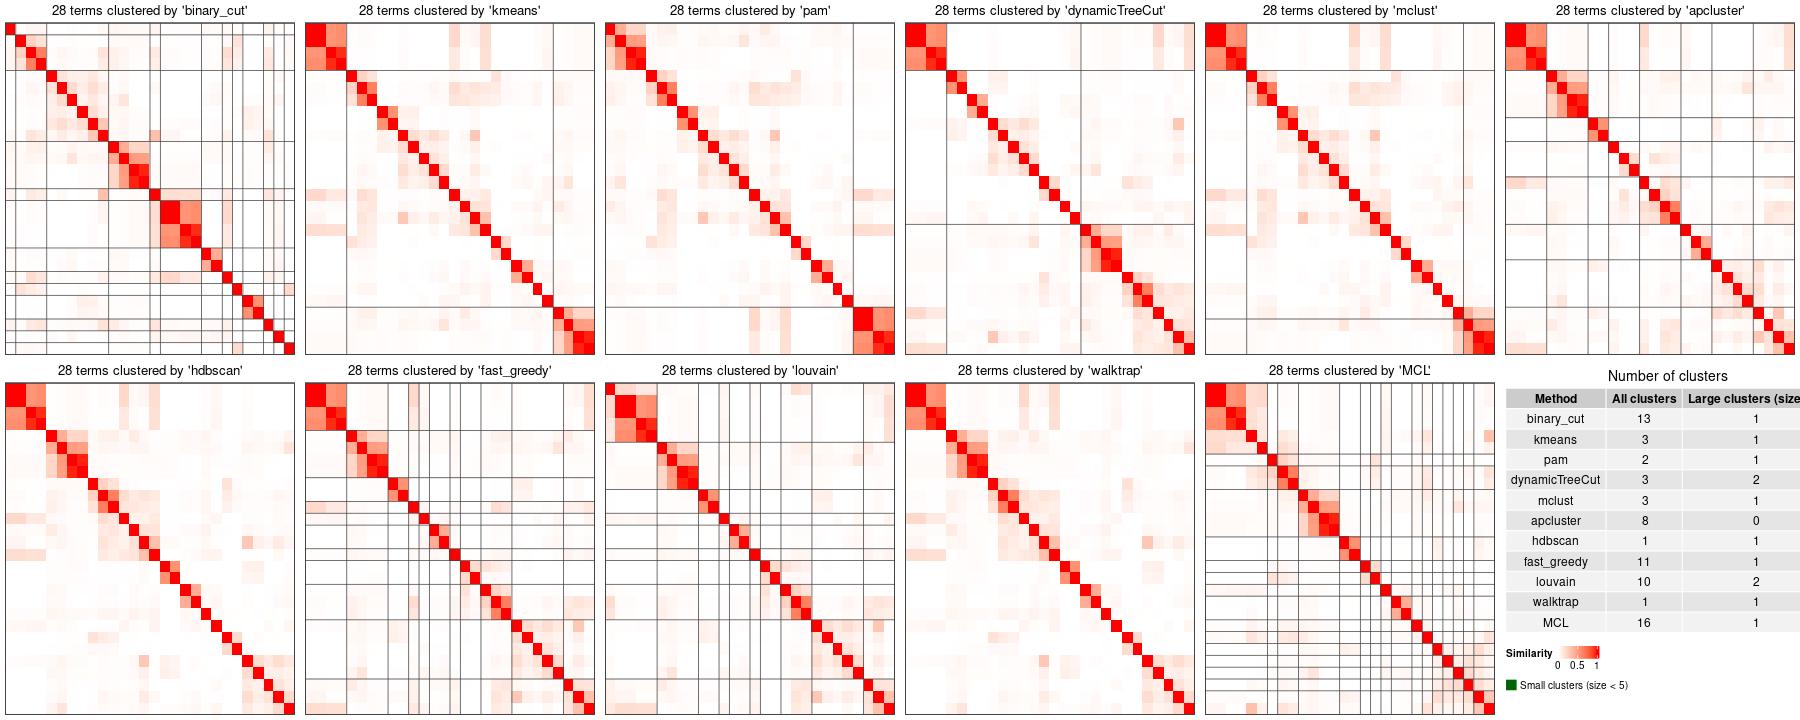 28 terms clustered by 'binary_cut'
28 terms clustered by 'kmeans'
28 terms clustered by 'pam'
28 terms clustered by 'dynamicTreeCut'
28 terms clustered by 'mclust'
28 terms clustered by 'apcluster'
28 terms clustered by 'hdbscan'
28 terms clustered by 'fast_greedy'
28 terms clustered by 'louvain'
28 terms clustered by 'walktrap'
28 terms clustered by 'MCL'
Number of clusters
Method All clusters Large clusters (size
binary_cut 13 1
kmeans 3 1
pam 2 1
dynamicTreeCut 3 2
mclust 3 1
apcluster 8 0
hdbscan 1 1
fast_greedy 11 1
louvain 10 2
walktrap 1 1
MCL 16 1
Similarity
0 0.5 1
Small clusters (size < 5)